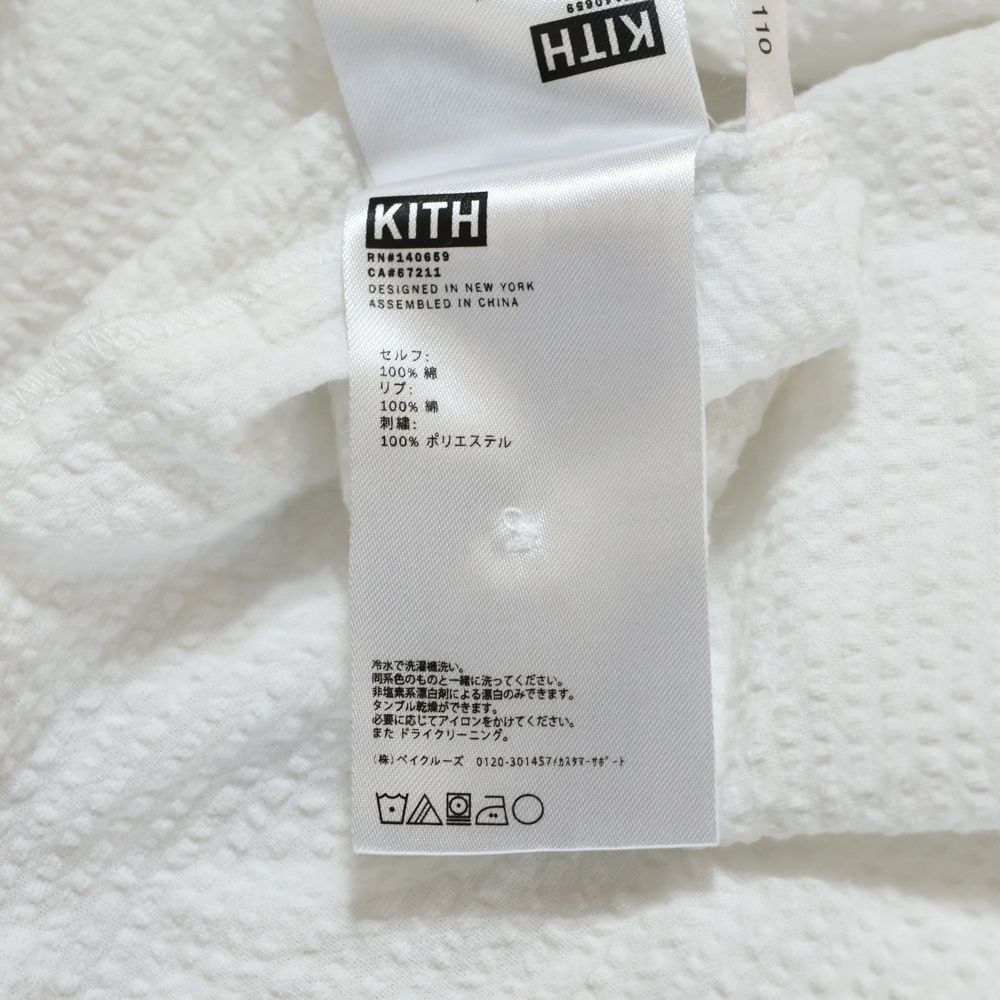 140659
KITH
110
KITH
RN#140659
CA#67211
DESIGNED IN NEW YORK
ASSEMBLED IN CHINA
セルフ:
100% 綿
リブ:
100% 綿
刺繍:
100% ポリエステル
冷水で洗濯機洗い。
同系色のものと一緒に洗ってください。
非塩素系漂白剤による漂白のみできます。
タンブル乾燥ができます。
必要に応じてアイロンをかけてください。
また ドライクリーニング。
(株)ベイクルーズ 0120-301457/ｶｽﾀﾏｰｻﾎﾟｰﾄ